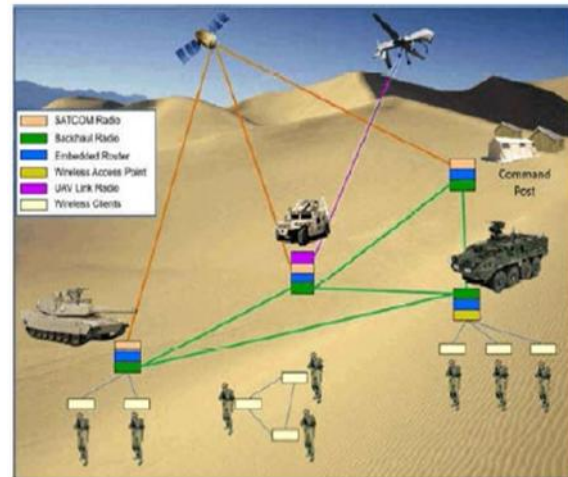 SATCOM Radio
Backhaul Radio
Embedded Router
Wireless Access Point
UAV Link Radio
Wireless Clients
Command
Post